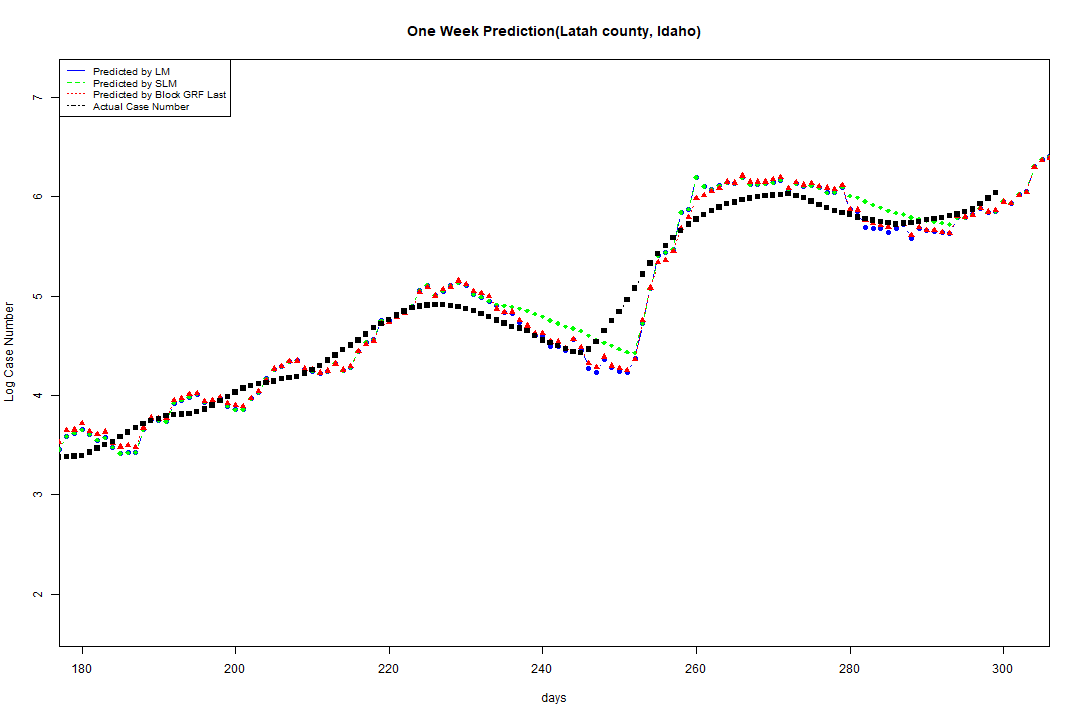 One Week Prediction(Latah county, Idaho)
Predicted by LM
Predicted by SLM
Predicted by Block GRF Last
Actual Case Number
7
6
5
4
3
2
Log Case Number
180 200 220 240 260 280 300
days